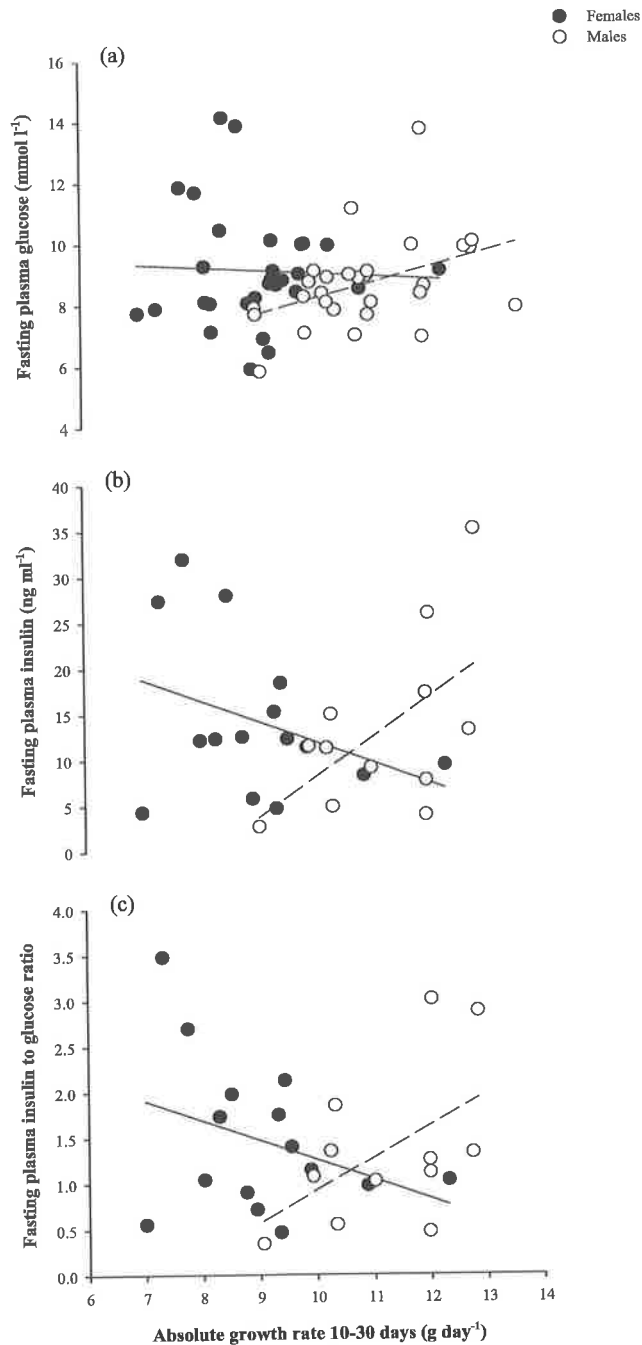 Females
Males
(a)
16
14
12
10
8
6
4
Fasting plasma glucose (mmol l⁻¹)
(b)
40
35
30
25
20
15
10
5
0
Fasting plasma insulin (ng ml⁻¹)
(c)
4.0
3.5
3.0
2.5
2.0
1.5
1.0
0.5
0.0
Fasting plasma insulin to glucose ratio
6 7 8 9 10 11 12 13 14
Absolute growth rate 10-30 days (g day⁻¹)